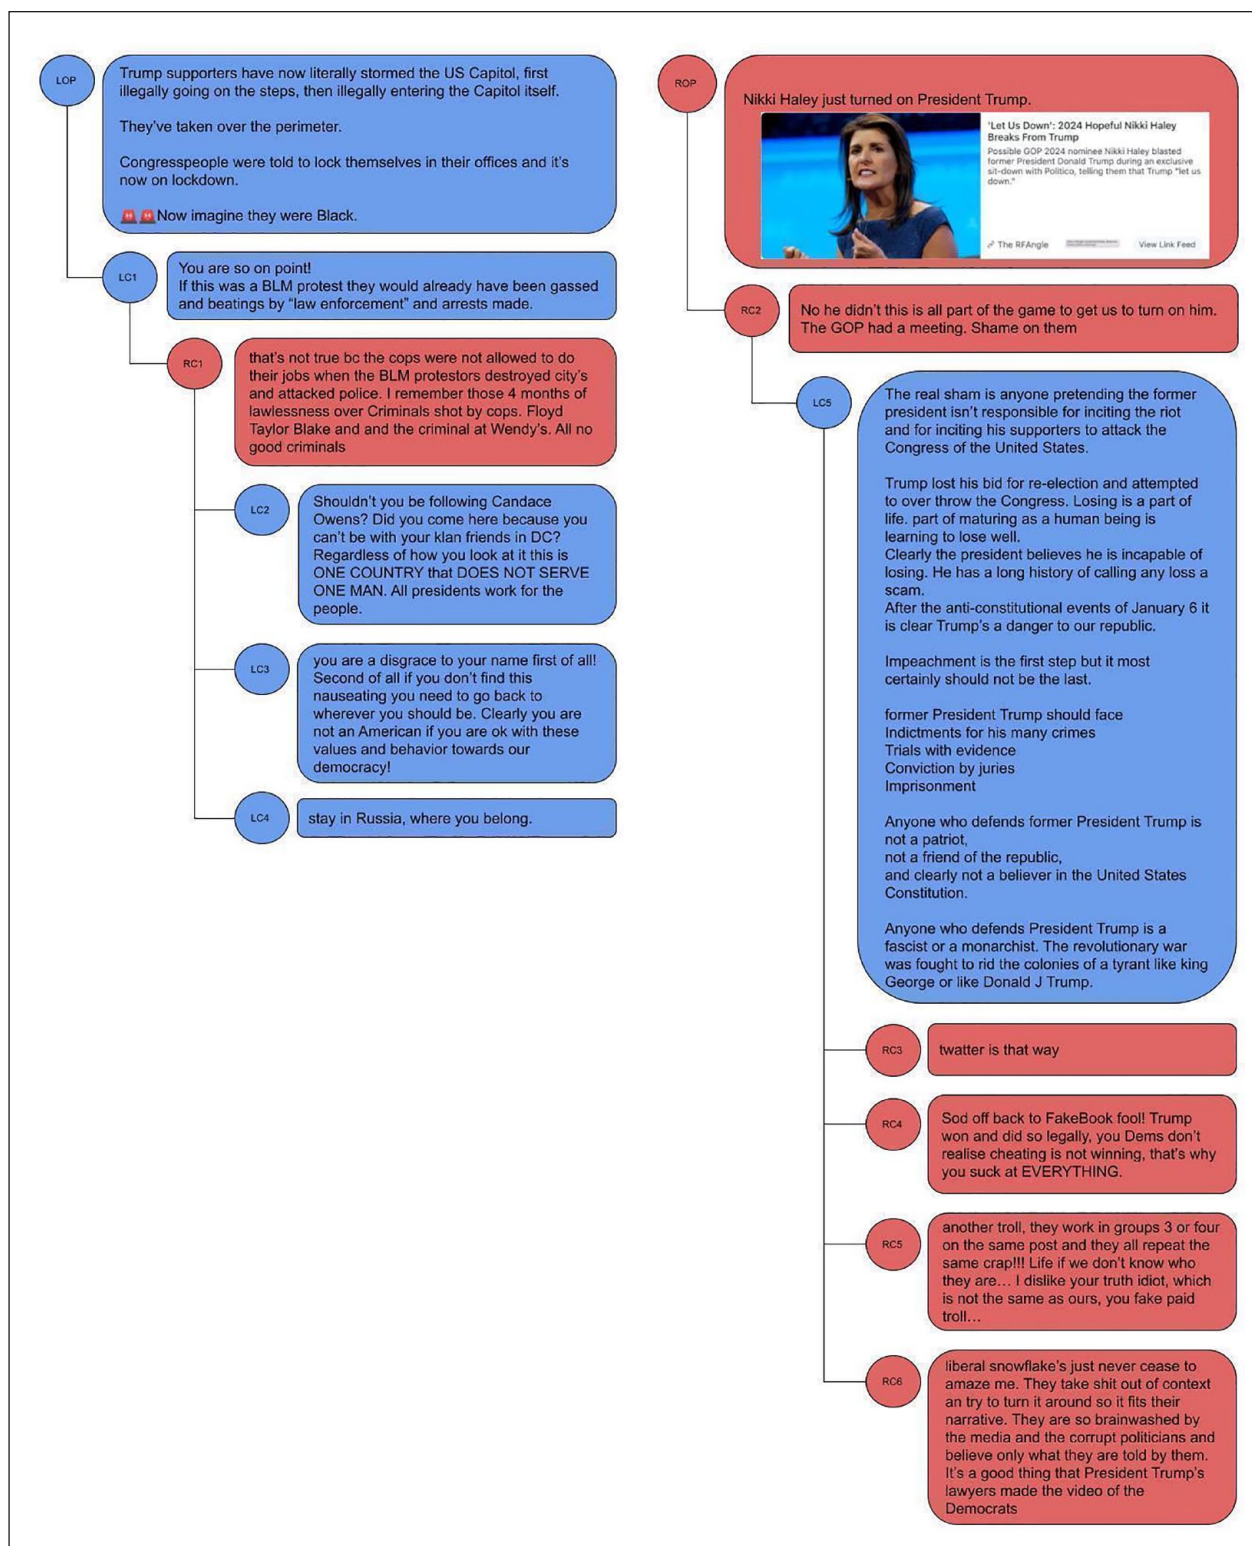 LOP
Trump supporters have now literally stormed the US Capitol, first
illegally going on the steps, then illegally entering the Capitol itself.
They've taken over the perimeter.
Congresspeople were told to lock themselves in their offices and it's
now on lockdown.
🚨🚨Now imagine they were Black.
LC1
You are so on point!
If this was a BLM protest they would already have been gassed
and beatings by “law enforcement” and arrests made.
RC1
that's not true bc the cops were not allowed to do
their jobs when the BLM protestors destroyed city's
and attacked police. I remember those 4 months of
lawlessness over Criminals shot by cops. Floyd
Taylor Blake and and the criminal at Wendy's. All no
good criminals
LC2
Shouldn't you be following Candace
Owens? Did you come here because you
can't be with your klan friends in DC?
Regardless of how you look at it this is
ONE COUNTRY that DOES NOT SERVE
ONE MAN. All presidents work for the
people.
LC3
you are a disgrace to your name first of all!
Second of all if you don't find this
nauseating you need to go back to
wherever you should be. Clearly you are
not an American if you are ok with these
values and behavior towards our
democracy!
LC4
stay in Russia, where you belong.
ROP
Nikki Haley just turned on President Trump.
'Let Us Down': 2024 Hopeful Nikki Haley
Breaks From Trump
Possible GOP 2024 nominee Nikki Haley blasted
former President Donald Trump during an exclusive
sit-down with Politico, telling them that Trump "let us
down."
The RFAngle
View Link Feed
RC2
No he didn't this is all part of the game to get us to turn on him.
The GOP had a meeting. Shame on them
LC5
The real sham is anyone pretending the former
president isn't responsible for inciting the riot
and for inciting his supporters to attack the
Congress of the United States.
Trump lost his bid for re-election and attempted
to over throw the Congress. Losing is a part of
life. part of maturing as a human being is
learning to lose well.
Clearly the president believes he is incapable of
losing. He has a long history of calling any loss a
scam.
After the anti-constitutional events of January 6 it
is clear Trump's a danger to our republic.
Impeachment is the first step but it most
certainly should not be the last.
former President Trump should face
Indictments for his many crimes
Trials with evidence
Conviction by juries
Imprisonment
Anyone who defends former President Trump is
not a patriot,
not a friend of the republic,
and clearly not a believer in the United States
Constitution.
Anyone who defends President Trump is a
fascist or a monarchist. The revolutionary war
was fought to rid the colonies of a tyrant like king
George or like Donald J Trump.
RC3
twatter is that way
RC4
Sod off back to FakeBook fool! Trump
won and did so legally, you Dems don't
realise cheating is not winning, that's why
you suck at EVERYTHING.
RC5
another troll, they work in groups 3 or four
on the same post and they all repeat the
same crap!!! Life if we don't know who
they are… I dislike your truth idiot, which
is not the same as ours, you fake paid
troll…
RC6
liberal snowflake's just never cease to
amaze me. They take shit out of context
an try to turn it around so it fits their
narrative. They are so brainwashed by
the media and the corrupt politicians and
believe only what they are told by them.
It's a good thing that President Trump's
lawyers made the video of the
Democrats